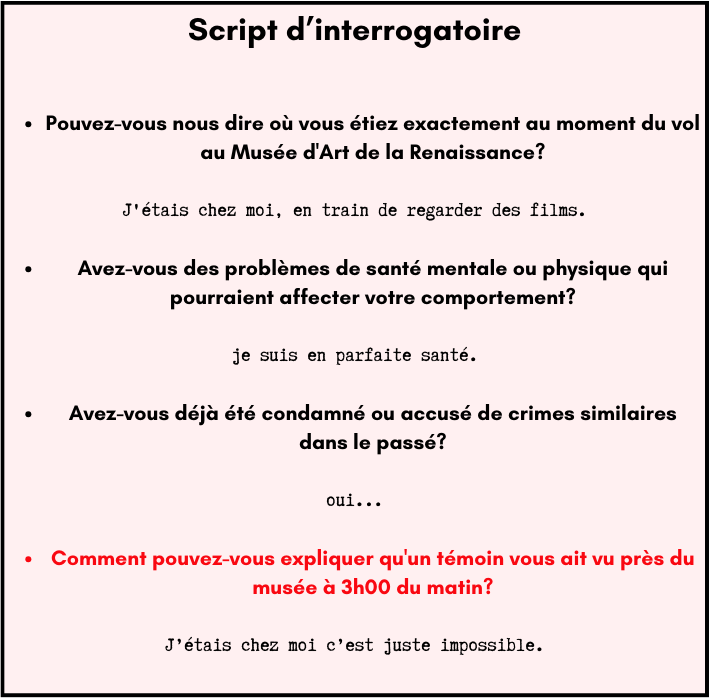 Script d’interrogatoire
• Pouvez-vous nous dire où vous étiez exactement au moment du vol
au Musée d'Art de la Renaissance?
J'étais chez moi, en train de regarder des films.
• Avez-vous des problèmes de santé mentale ou physique qui
pourraient affecter votre comportement?
je suis en parfaite santé.
• Avez-vous déjà été condamné ou accusé de crimes similaires
dans le passé?
oui...
• Comment pouvez-vous expliquer qu'un témoin vous ait vu près du
musée à 3h00 du matin?
J’étais chez moi c’est juste impossible.